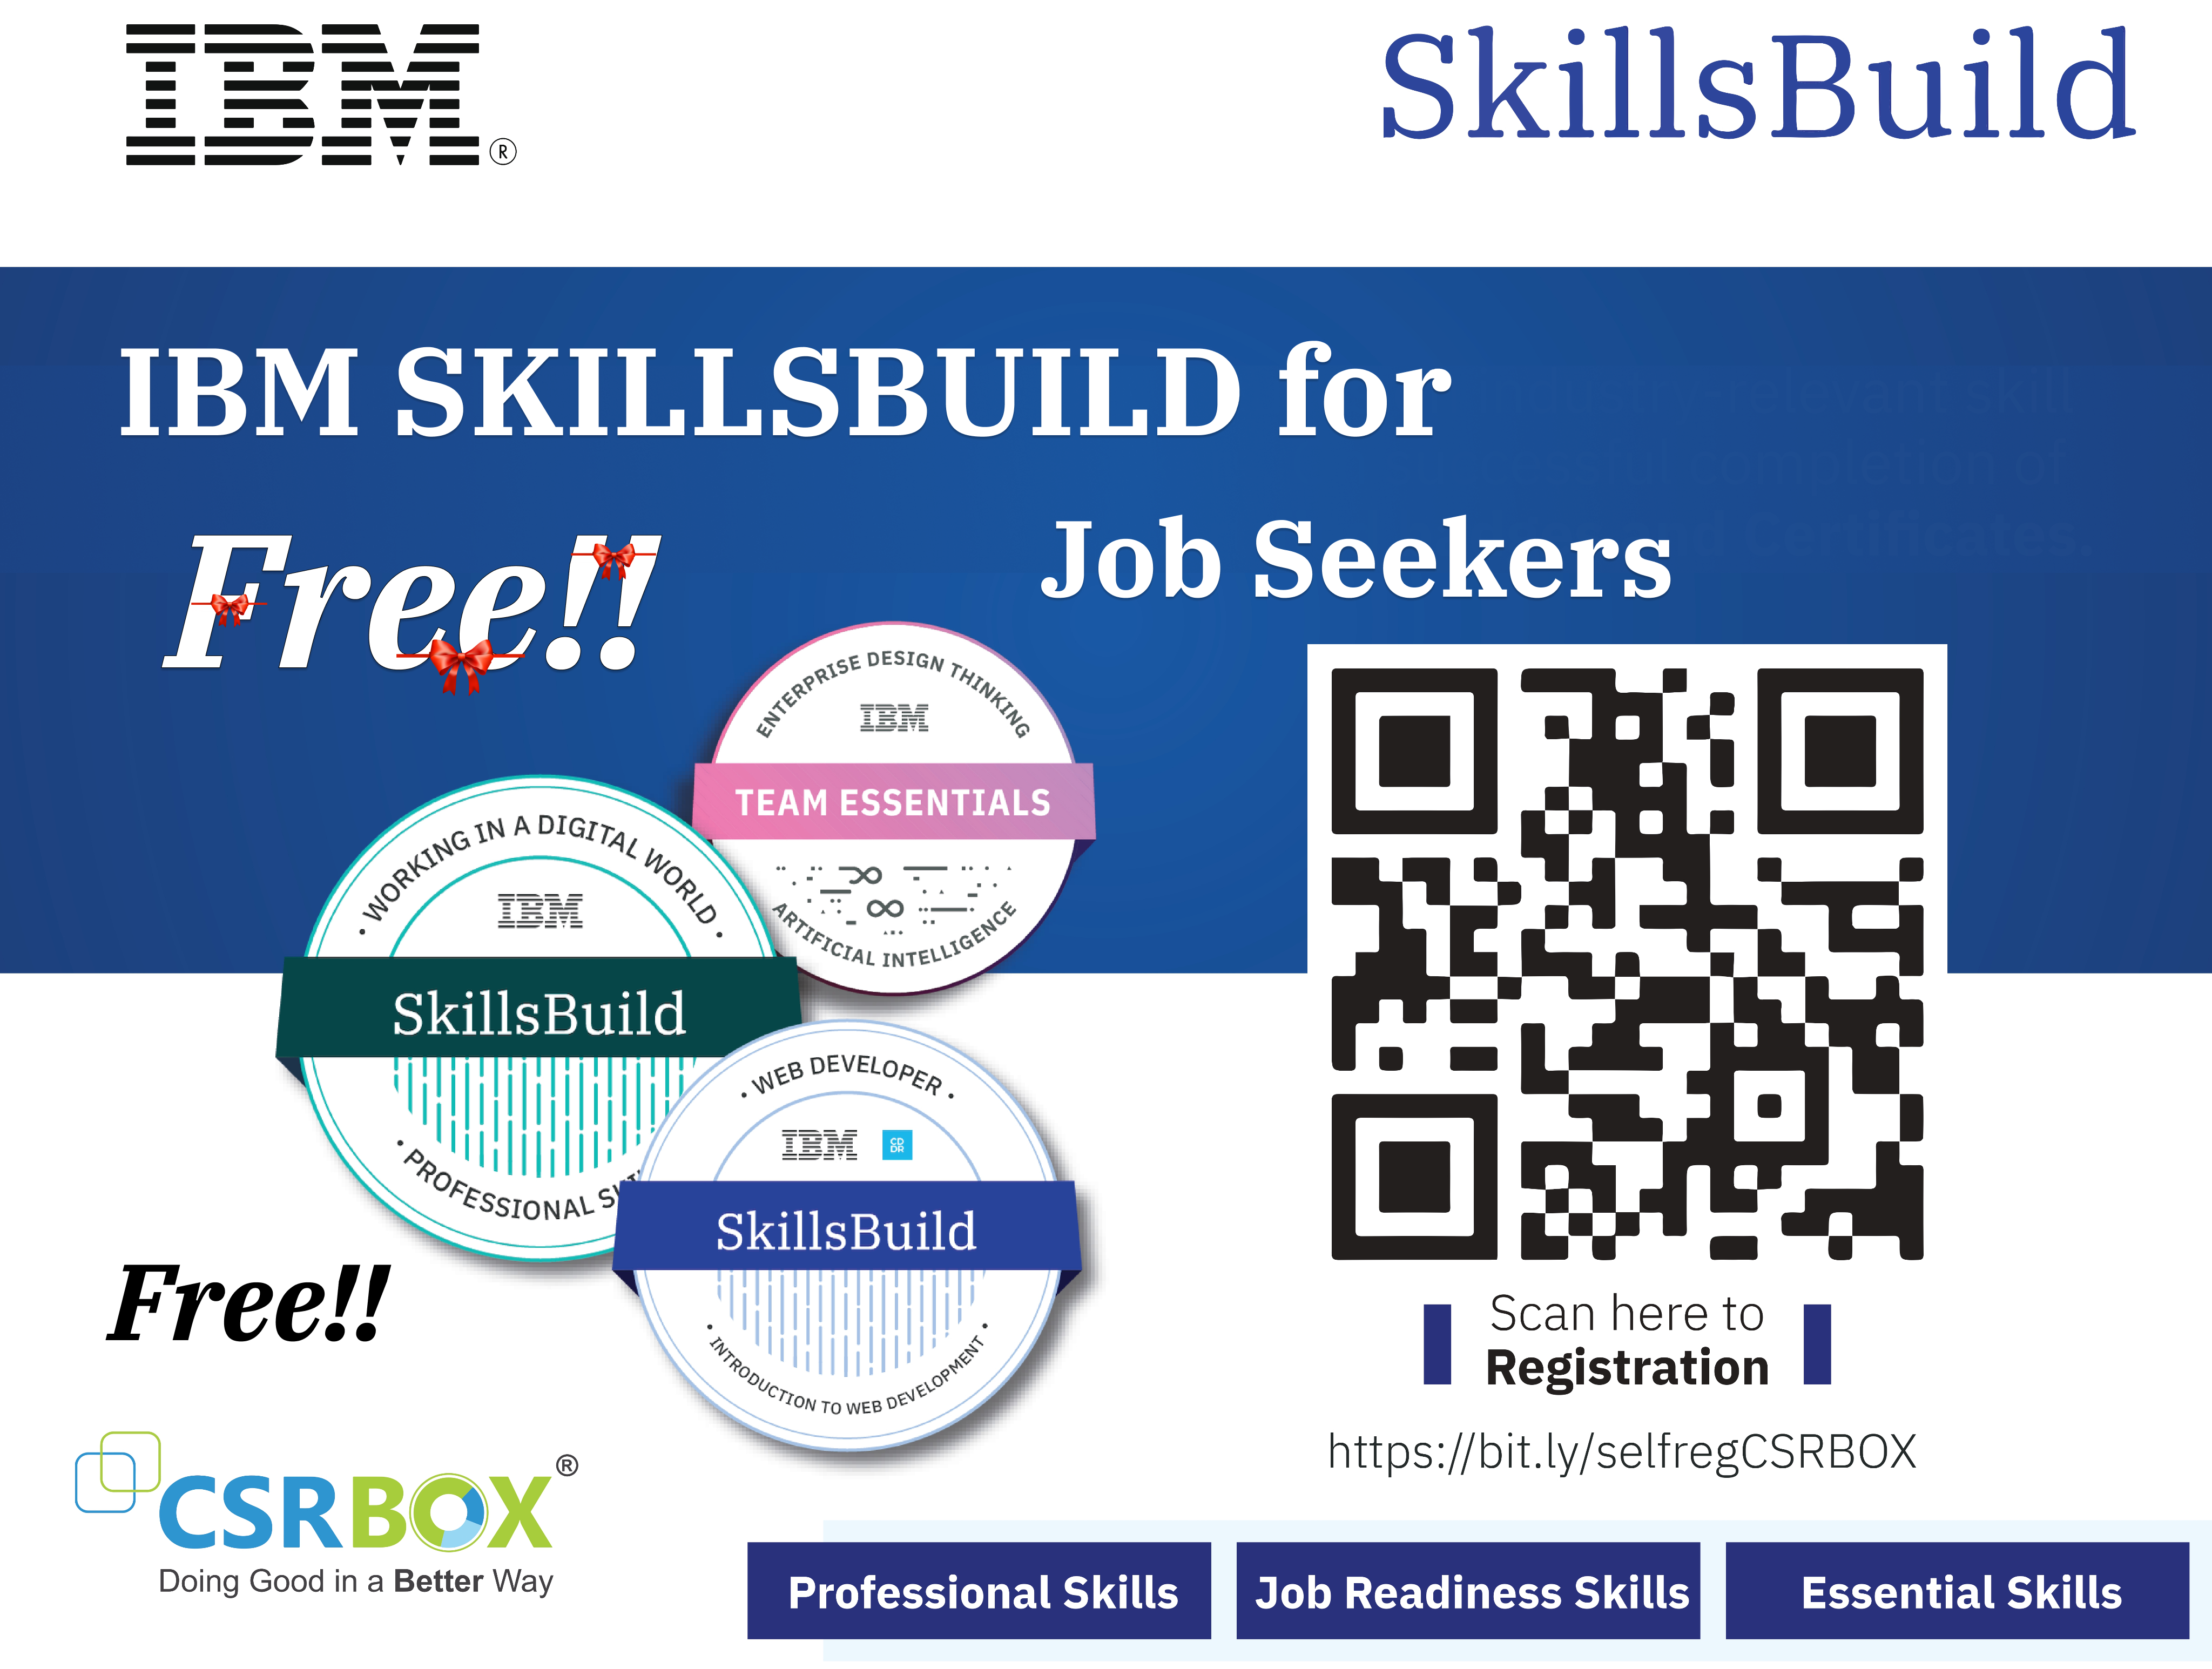 IBM®
SkillsBuild
IBM SKILLSBUILD for
Job Seekers
Free!!
ENTERPRISE DESIGN THINKING
IBM
TEAM ESSENTIALS
ARTIFICIAL INTELLIGENCE
• WORKING IN A DIGITAL WORLD •
IBM
SkillsBuild
• PROFESSIONAL
• WEB DEVELOPER •
IBM CD
DR
SkillsBuild
• INTRODUCTION TO WEB DEVELOPMENT •
Free!!
Scan here to
Registration
https://bit.ly/selfregCSRBOX
CSRBOX®
Doing Good in a Better Way
Professional Skills
Job Readiness Skills
Essential Skills